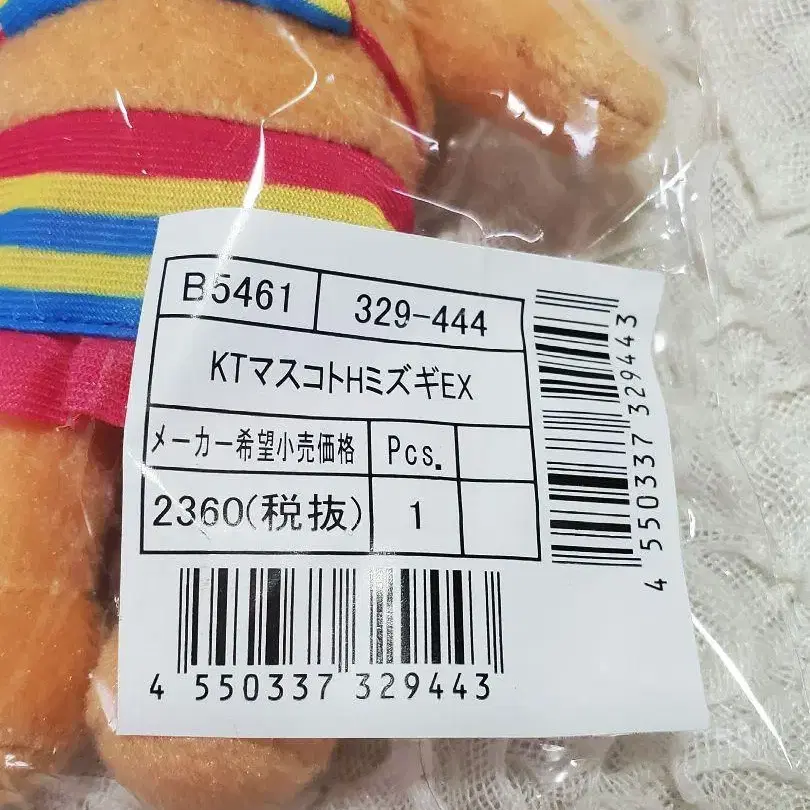 B5461 329-444
KTマスコトHミズギEX
メーカー希望小売価格 Pcs.
2360(税抜) 1
4 550337 329443
4 550337 329443